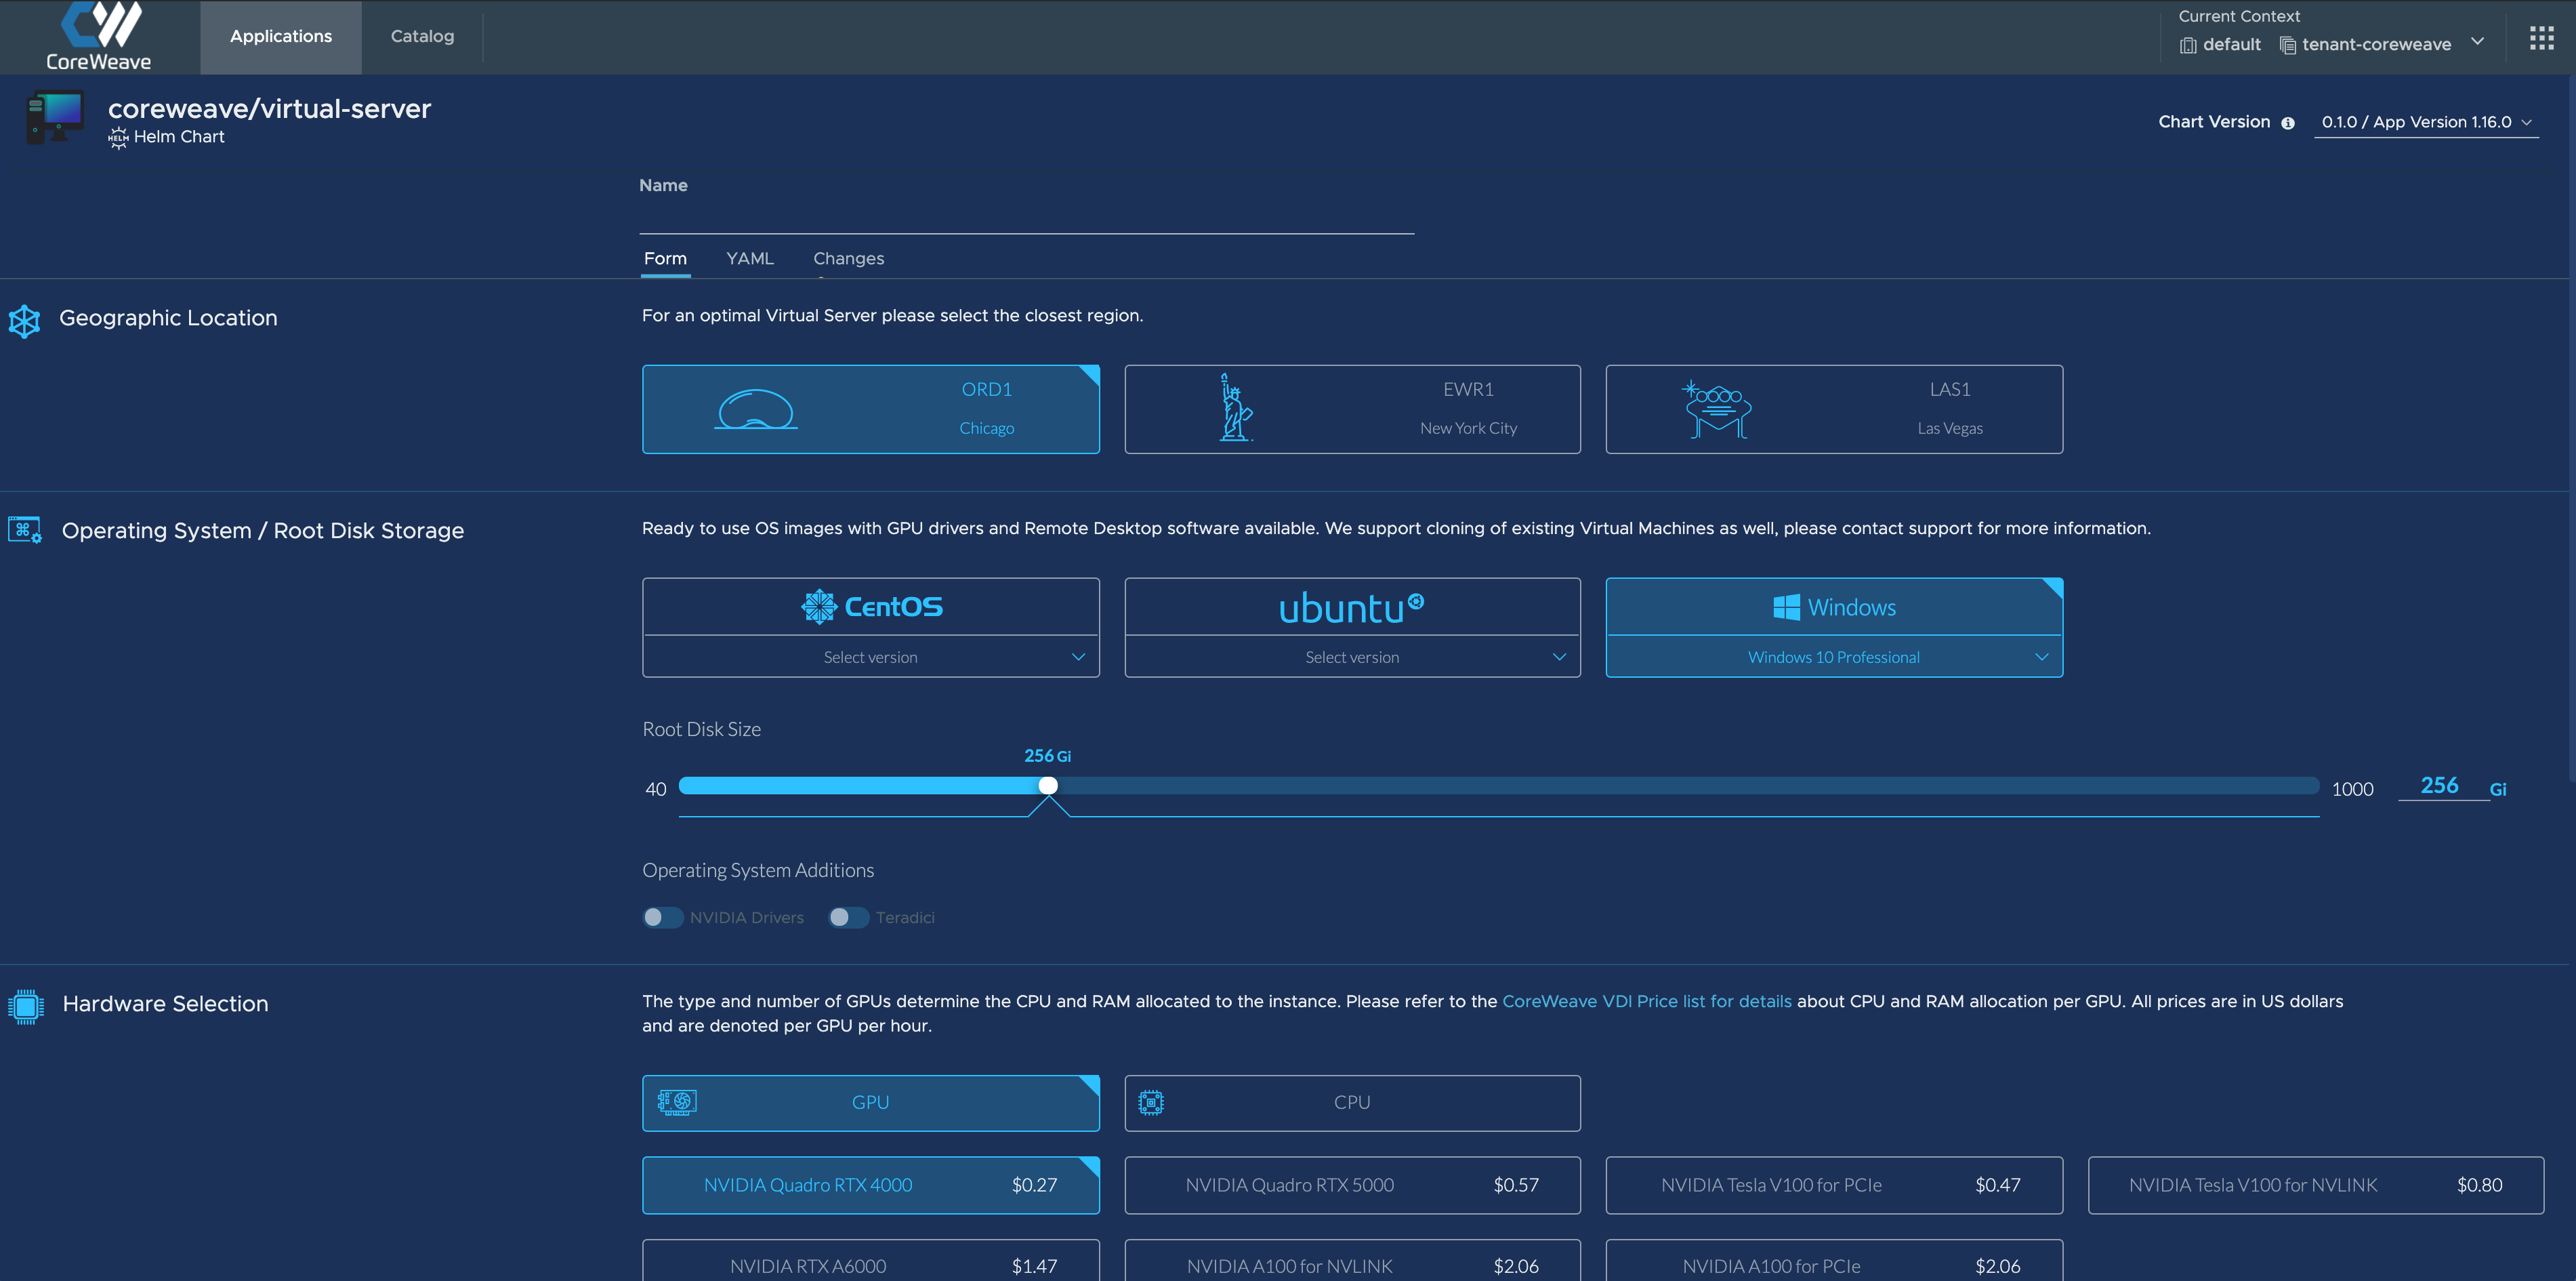 CoreWeave
Applications
Catalog
Current Context
default tenant-coreweave
coreweave/virtual-server
HELM Helm Chart
Chart Version 0.1.0 / App Version 1.16.0
Name
Form YAML Changes
Geographic Location
For an optimal Virtual Server please select the closest region.
ORD1
Chicago
EWR1
New York City
LAS1
Las Vegas
Operating System / Root Disk Storage
Ready to use OS images with GPU drivers and Remote Desktop software available. We support cloning of existing Virtual Machines as well, please contact support for more information.
CentOS
Select version
ubuntu
Select version
Windows
Windows 10 Professional
Root Disk Size
256 Gi
40 1000 256 Gi
Operating System Additions
NVIDIA Drivers Teradici
Hardware Selection
The type and number of GPUs determine the CPU and RAM allocated to the instance. Please refer to the CoreWeave VDI Price list for details about CPU and RAM allocation per GPU. All prices are in US dollars
and are denoted per GPU per hour.
GPU CPU
NVIDIA Quadro RTX 4000 $0.27
NVIDIA Quadro RTX 5000 $0.57
NVIDIA Tesla V100 for PCIe $0.47
NVIDIA Tesla V100 for NVLINK $0.80
NVIDIA RTX A6000 $1.47
NVIDIA A100 for NVLINK $2.06
NVIDIA A100 for PCIe $2.06